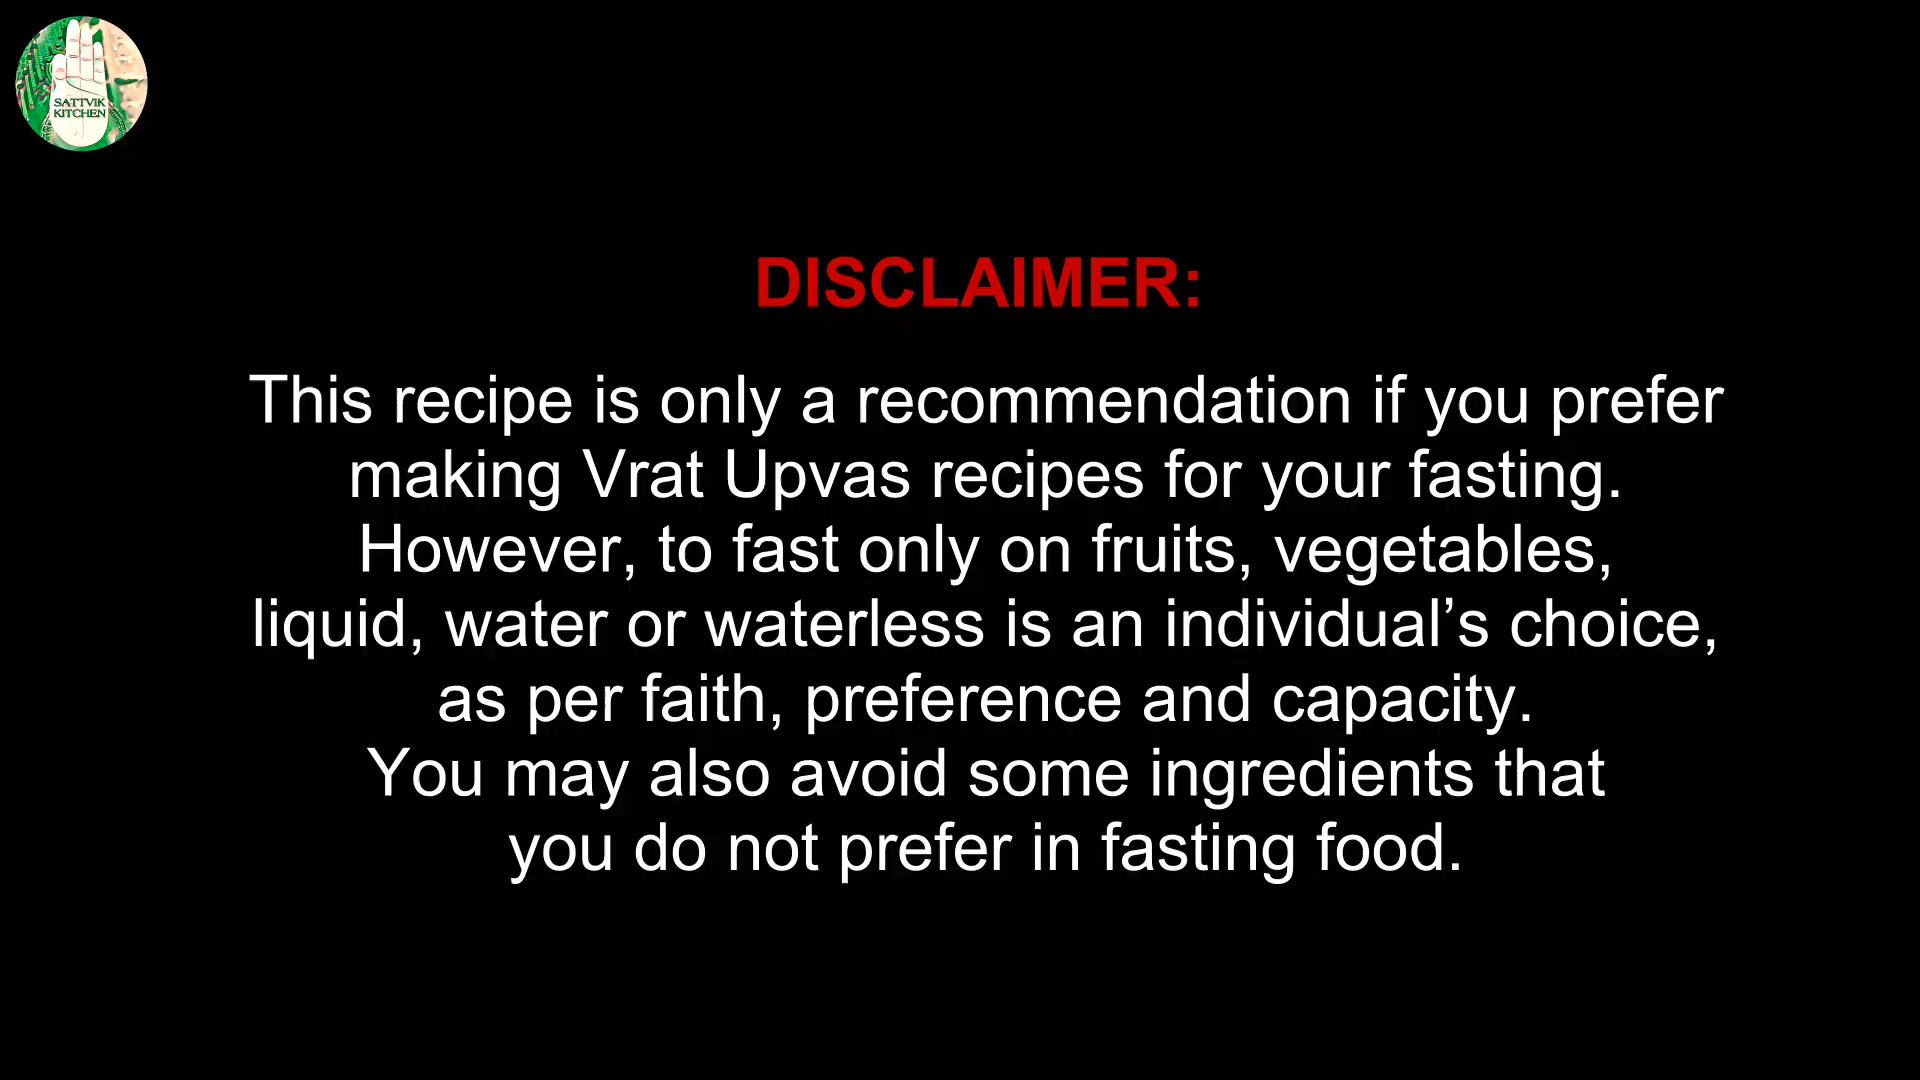 SATTVIK
KITCHEN
DISCLAIMER:
This recipe is only a recommendation if you prefer
making Vrat Upvas recipes for your fasting.
However, to fast only on fruits, vegetables,
liquid, water or waterless is an individual’s choice,
as per faith, preference and capacity.
You may also avoid some ingredients that
you do not prefer in fasting food.